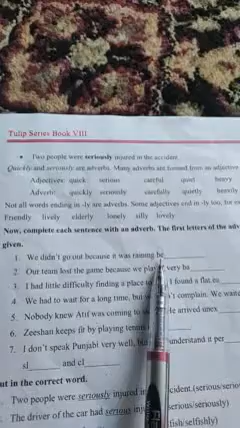 Tulip Series Book VIII
• Two people were seriously injured in the accident.
Quickly and seriously are adverbs. Many adverbs are formed from an adjective
Adjectives: quick serious careful quiet heavy
Adverb: quickly seriously carefully quietly heavily
Not all words ending in -ly are adverbs. Some adjectives end in -ly too, for
Friendly lively elderly lonely silly lovely
Now, complete each sentence with an adverb. The first letters of the adv
given.
1. We didn't go out because it was raining he
2. Our team lost the game because we play very ba
3. I had little difficulty finding a place to I found a flat ea
4. We had to wait for a long time, but 't complain. We waite
5. Nobody knew Atif was coming to He arrived unex
6. Zeeshan keeps fit by playing tennis
7. I don't speak Punjabi very well, but understand it per
sl and cl
ut in the correct word.
Two people were seriously injured in cident.(serious/serio
The driver of the car had serious inj serious/seriously)
fish/selfishly)